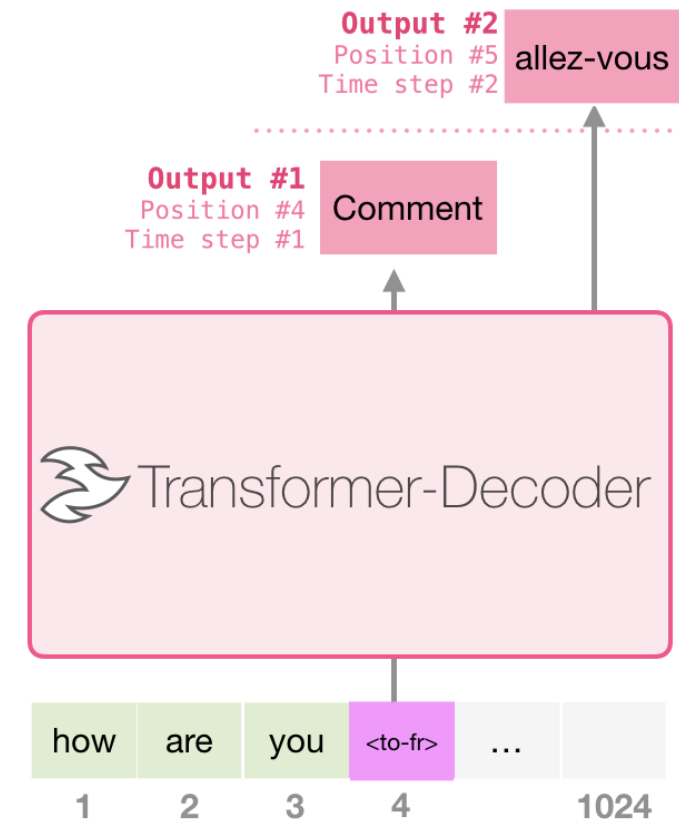 Output #2
Position #5
Time step #2
allez-vous
Output #1
Position #4
Time step #1
Comment
Transformer-Decoder
how are you <to-fr> ...
1 2 3 4 1024